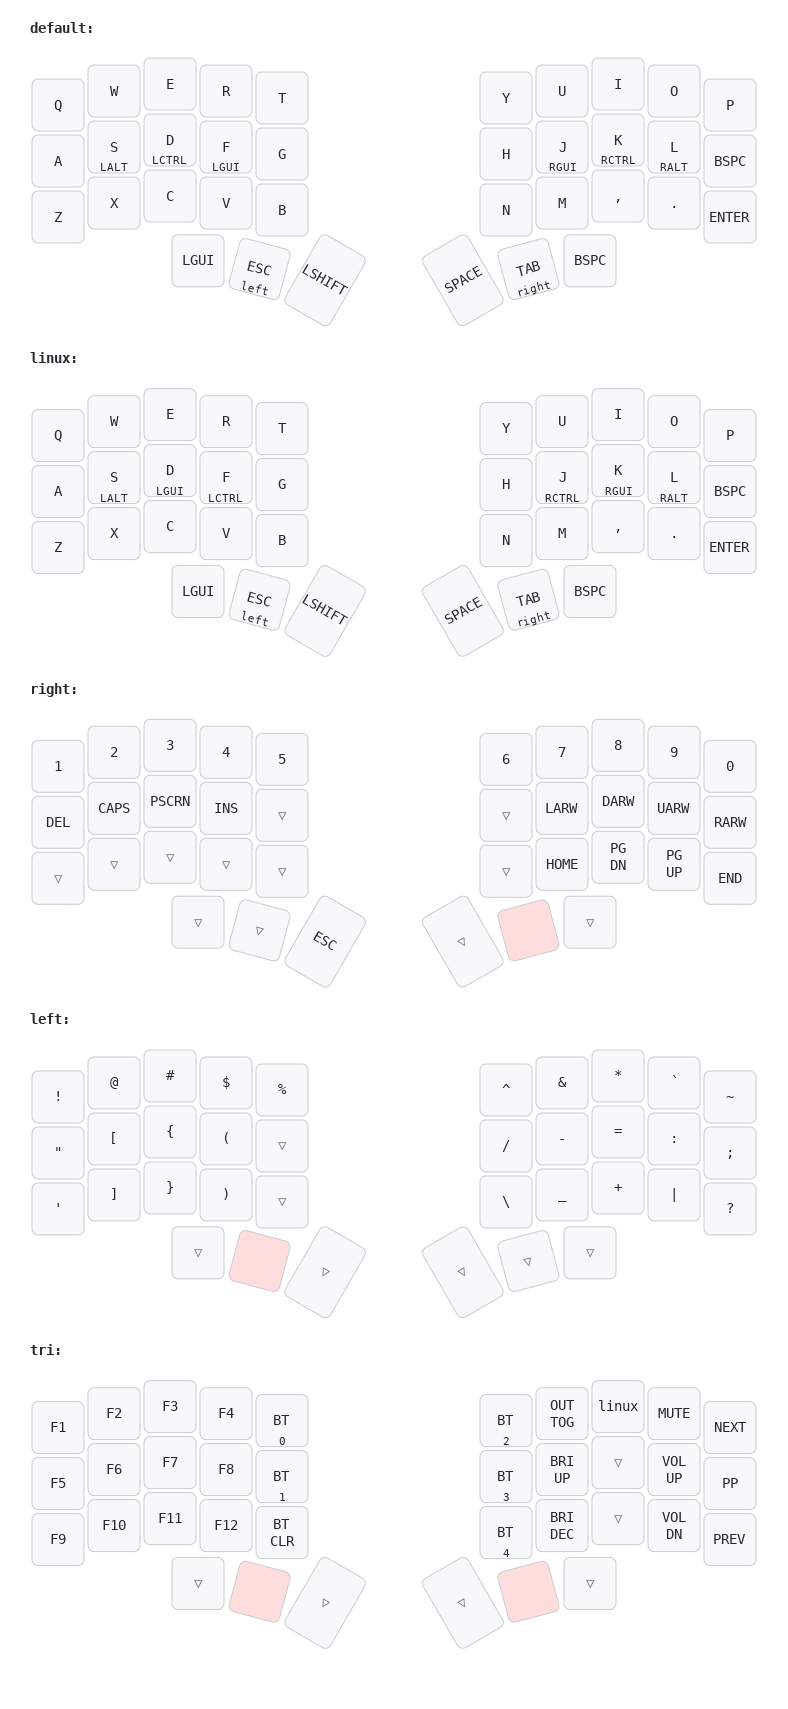 default:
Q W E R T Y U I O P
A S D F G H J K L BSPC
LALT LCTRL LGUI RGUI RCTRL RALT
Z X C V B N M , . ENTER
LGUI ESC LSHIFT SPACE TAB BSPC
left right
linux:
Q W E R T Y U I O P
A S D F G H J K L BSPC
LALT LGUI LCTRL RCTRL RGUI RALT
Z X C V B N M , . ENTER
LGUI ESC LSHIFT SPACE TAB BSPC
left right
right:
1 2 3 4 5 6 7 8 9 0
DEL CAPS PSCRN INS ▽ ▽ LARW DARW UARW RARW
▽ ▽ ▽ ▽ ▽ ▽ HOME PG DN PG UP END
▽ ▽ ESC ▽ ▽
left:
! @ # $ % ^ & * ` ~
" [ { ( ▽ / - = : ;
' ] } ) ▽ \ _ + | ?
▽ ▽ ▽ ▽ ▽
tri:
F1 F2 F3 F4 BT 0 BT 2 OUT TOG linux MUTE NEXT
F5 F6 F7 F8 BT 1 BT 3 BRI UP ▽ VOL UP PP
F9 F10 F11 F12 BT CLR BT 4 BRI DEC ▽ VOL DN PREV
▽ ▽ ▽ ▽